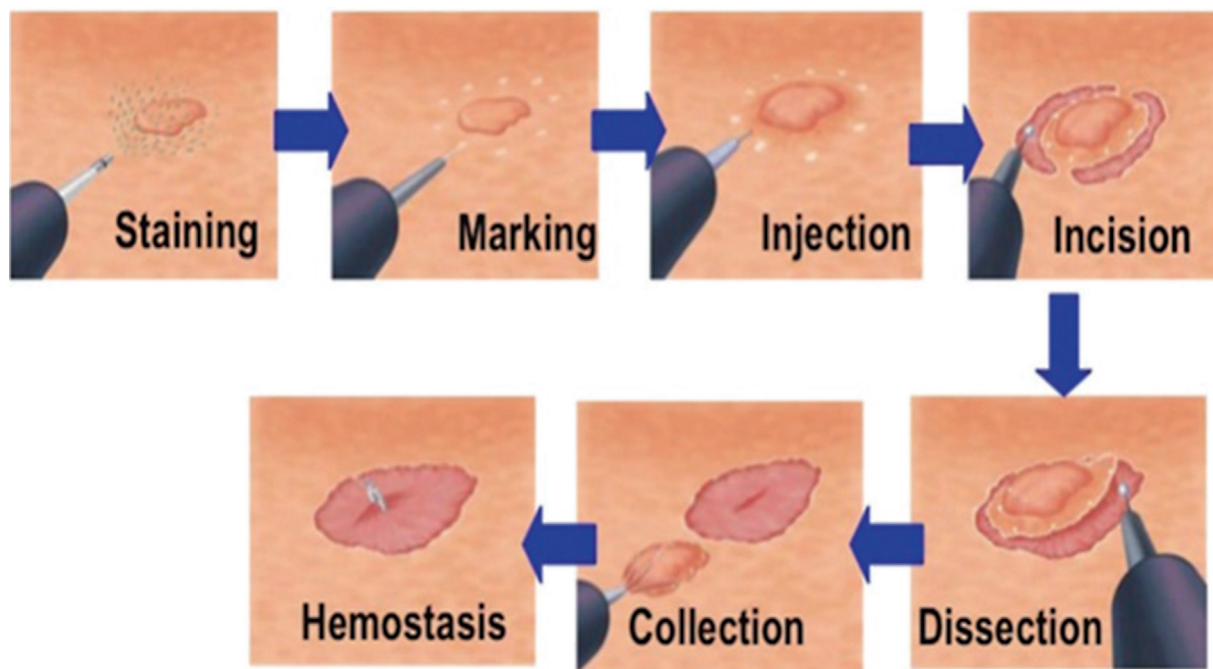 Staining
Marking
Injection
Incision
Dissection
Collection
Hemostasis